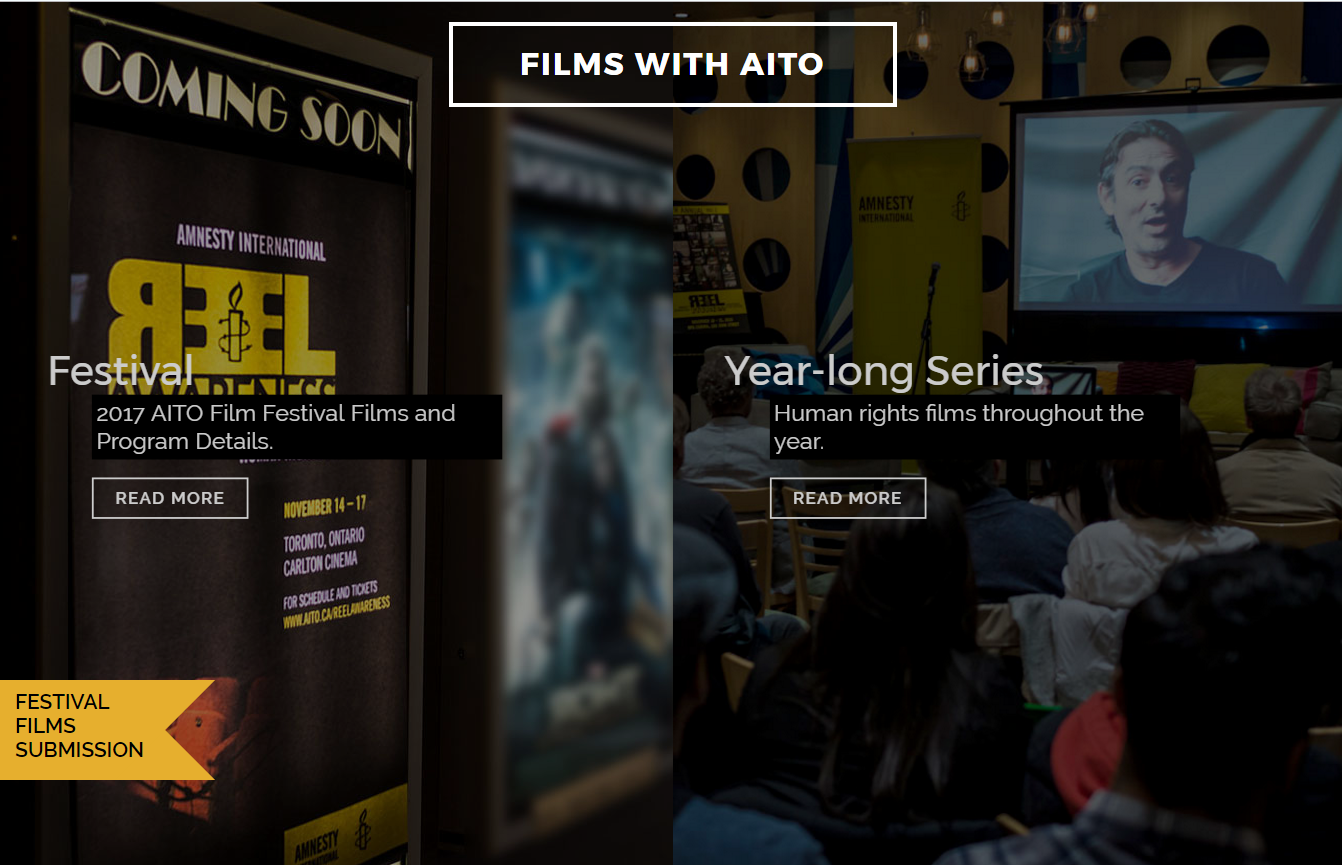 FILMS WITH AITO
COMING SOON
AMNESTY INTERNATIONAL
REEL
AWARENESS
Festival
2017 AITO Film Festival Films and
Program Details.
READ MORE
NOVEMBER 14 – 17
TORONTO, ONTARIO
CARLTON CINEMA
FOR SCHEDULE AND TICKETS
WWW.AITO.CA/REELAWARENESS
FESTIVAL
FILMS
SUBMISSION
AMNESTY
INTERNATIONAL
AMNESTY
INTERNATIONAL
REEL
Year-long Series
Human rights films throughout the
year.
READ MORE